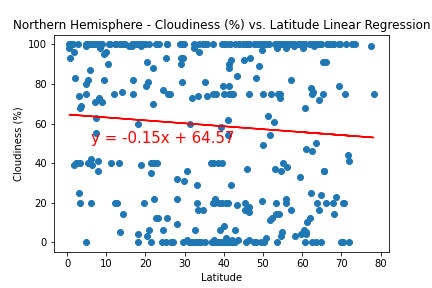 Northern Hemisphere - Cloudiness (%) vs. Latitude Linear Regression
100
80
60
40
20
0
Cloudiness (%)
y = -0.15x + 64.57
0 10 20 30 40 50 60 70 80
Latitude